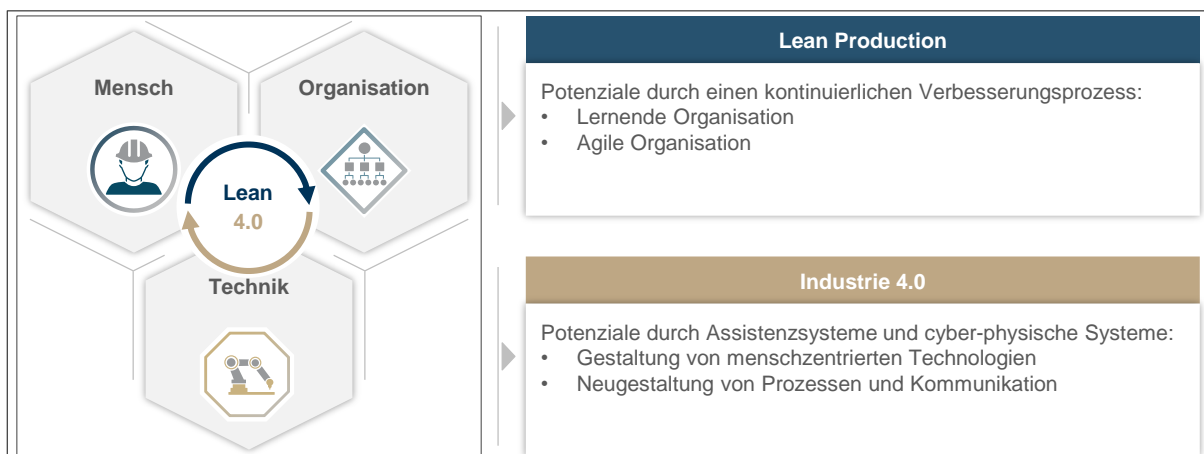 Mensch
Organisation
Lean
4.0
Technik
Lean Production
Potenziale durch einen kontinuierlichen Verbesserungsprozess:
• Lernende Organisation
• Agile Organisation
Industrie 4.0
Potenziale durch Assistenzsysteme und cyber-physische Systeme:
• Gestaltung von menschzentrierten Technologien
• Neugestaltung von Prozessen und Kommunikation